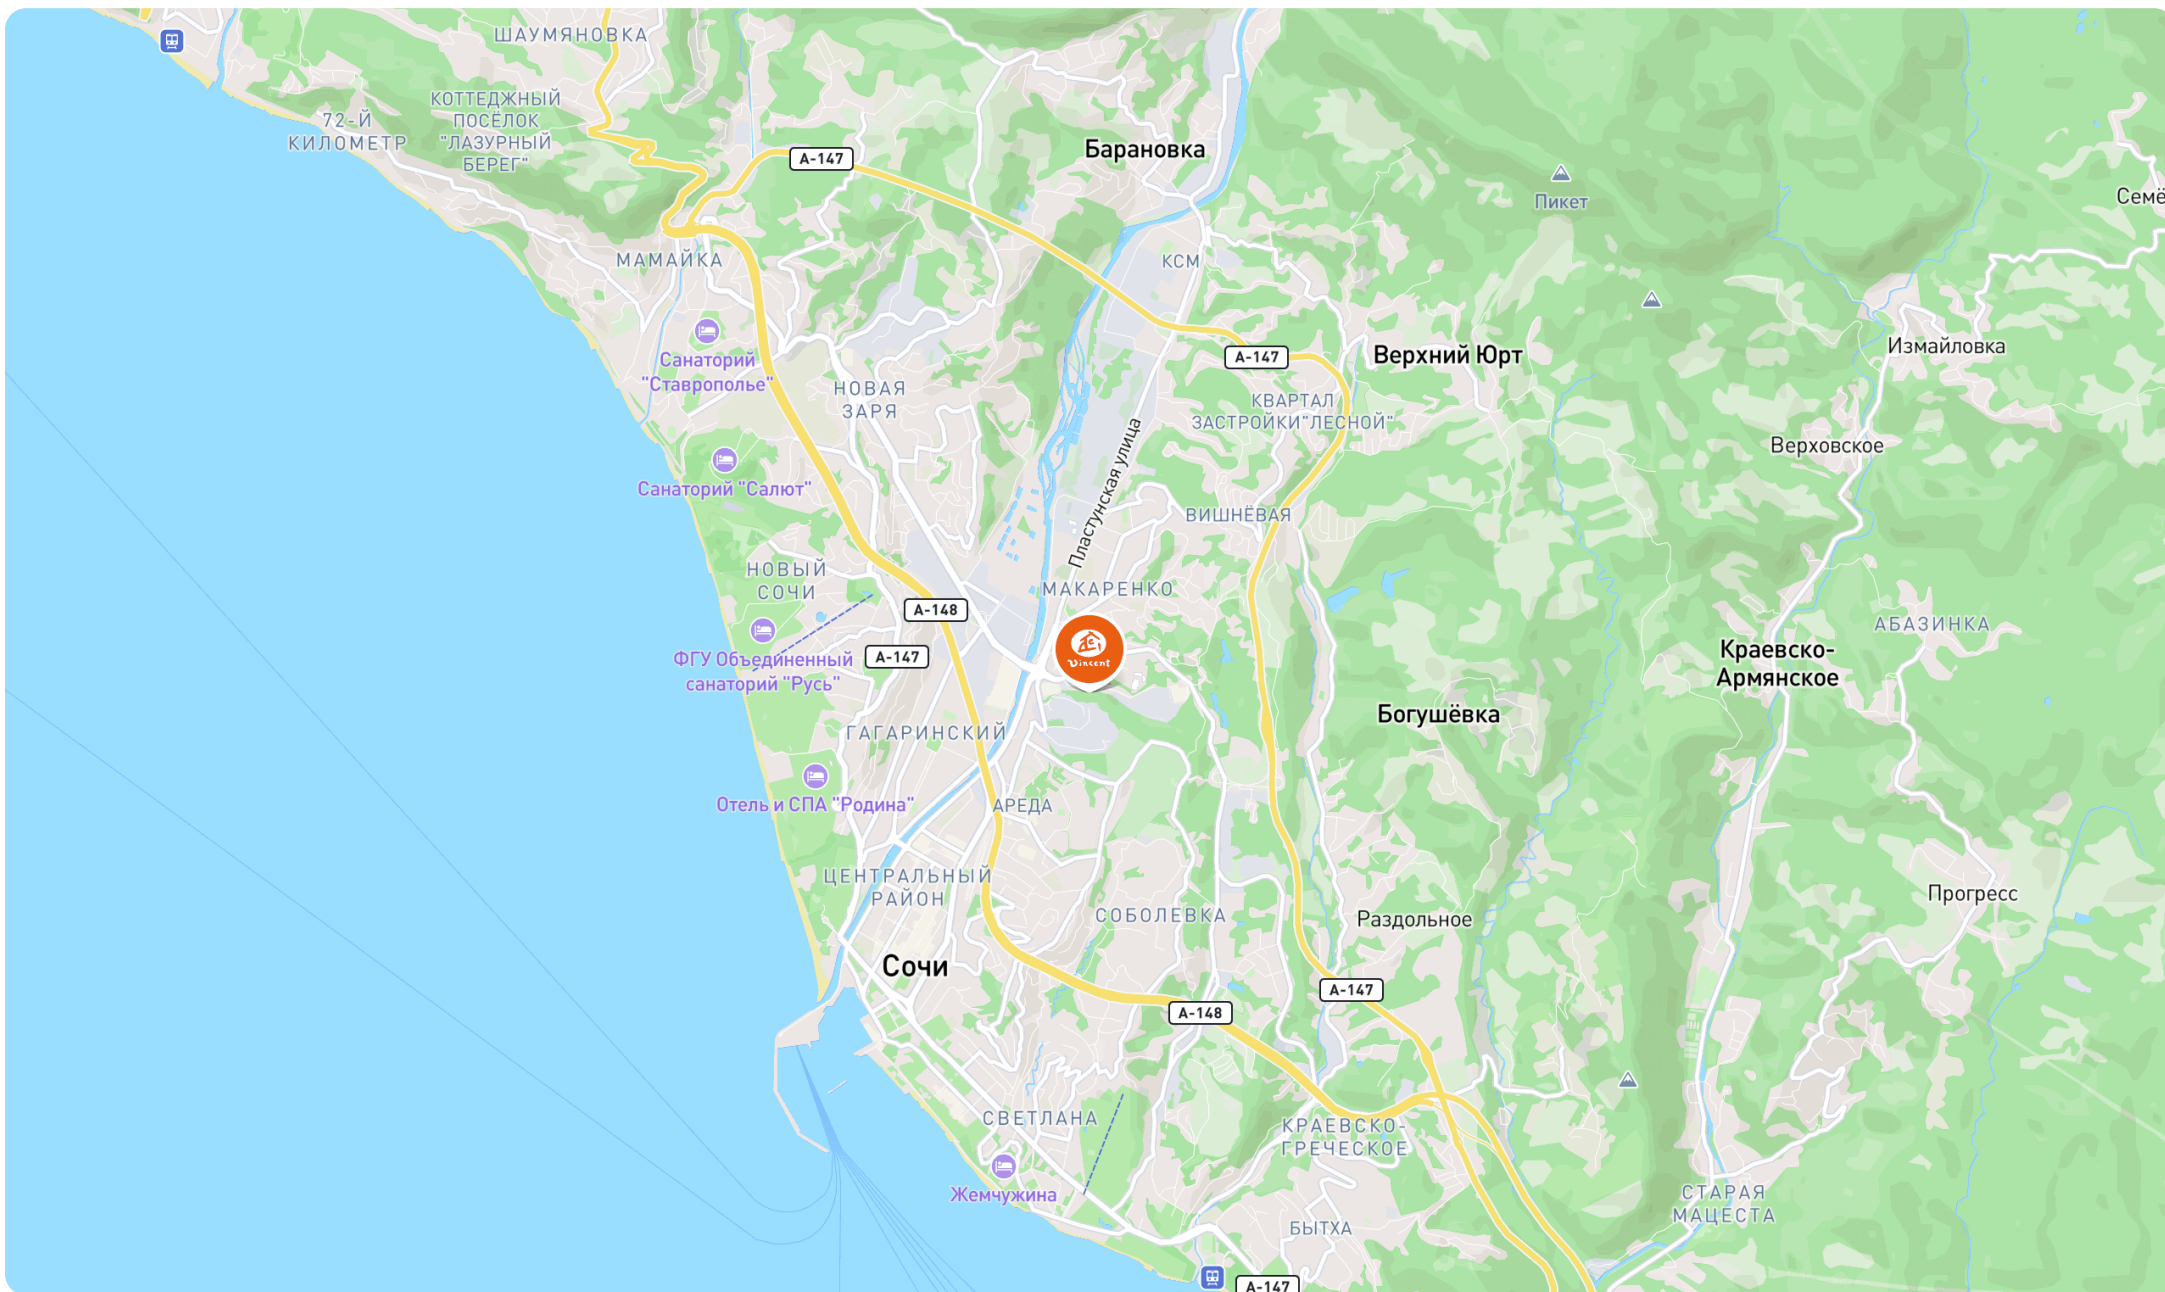 ШАУМЯНОВКА
КОТТЕДЖНЫЙ
ПОСЁЛОК
"ЛАЗУРНЫЙ
БЕРЕГ"
72-Й
КИЛОМЕТР
Барановка
А-147
Пикет
Семё
МАМАЙКА
КСМ
Санаторий
"Ставрополье"
НОВАЯ
ЗАРЯ
А-147
Верхний Юрт
Измайловка
КВАРТАЛ
ЗАСТРОЙКИ"ЛЕСНОЙ"
Верховское
Санаторий "Салют"
Пластунская улица
ВИШНЁВАЯ
НОВЫЙ
СОЧИ
МАКАРЕНКО
А-148
АБАЗИНКА
А-147
Vincent
ФГУ Объединенный
санаторий "Русь"
Краевско-
Армянское
Богушёвка
ГАГАРИНСКИЙ
Отель и СПА "Родина"
АРЕДА
ЦЕНТРАЛЬНЫЙ
РАЙОН
СОБОЛЕВКА
Раздольное
Прогресс
Сочи
А-147
А-148
СВЕТЛАНА
КРАЕВСКО-
ГРЕЧЕСКОЕ
Жемчужина
СТАРАЯ
МАЦЕСТА
БЫТХА
А-147